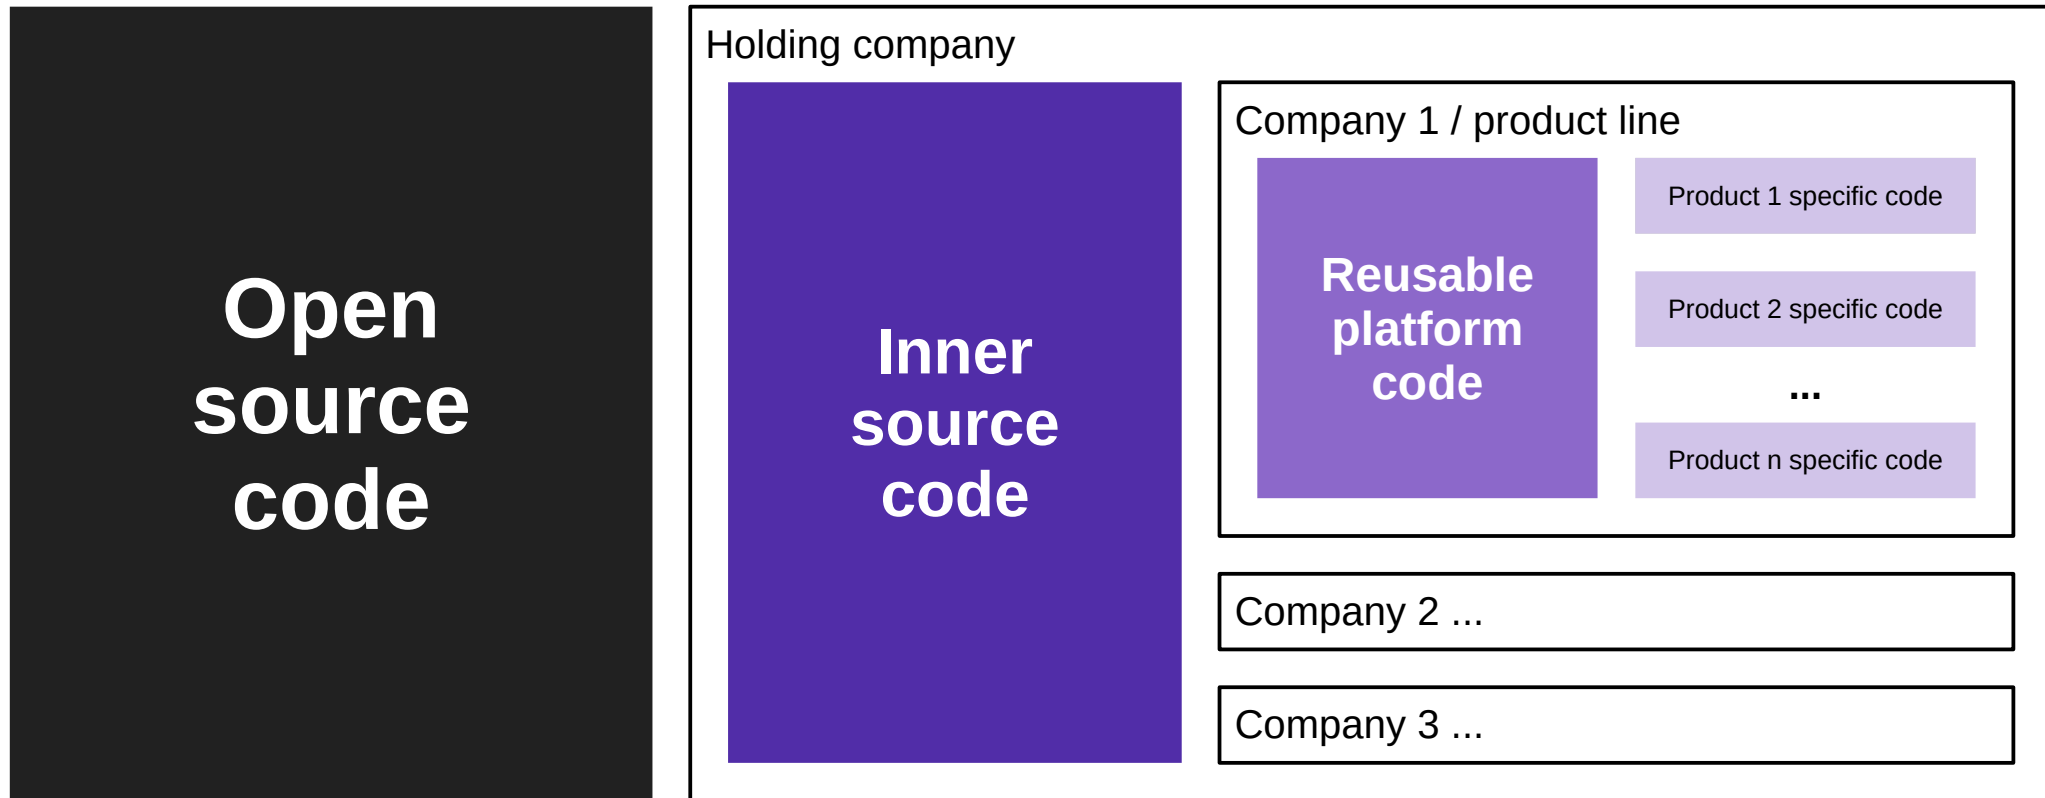 Open
source
code
Holding company
Inner
source
code
Company 1 / product line
Reusable
platform
code
Product 1 specific code
Product 2 specific code
...
Product n specific code
Company 2 ...
Company 3 ...